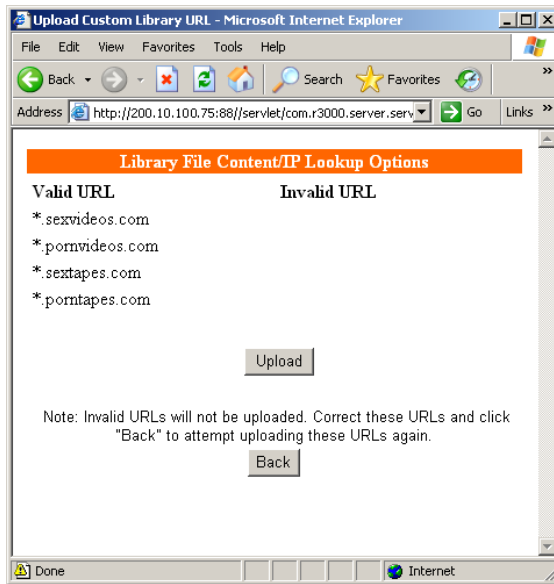 Upload Custom Library URL - Microsoft Internet Explorer
File Edit View Favorites Tools Help
Back Search Favorites »
Address http://200.10.100.75:88//servlet/com.r3000.server.serv Go Links »
Library File Content/IP Lookup Options
Valid URL Invalid URL
*.sexvideos.com
*.pornvideos.com
*.sextapes.com
*.porntapes.com
Upload
Note: Invalid URLs will not be uploaded. Correct these URLs and click
"Back" to attempt uploading these URLs again.
Back
Done Internet